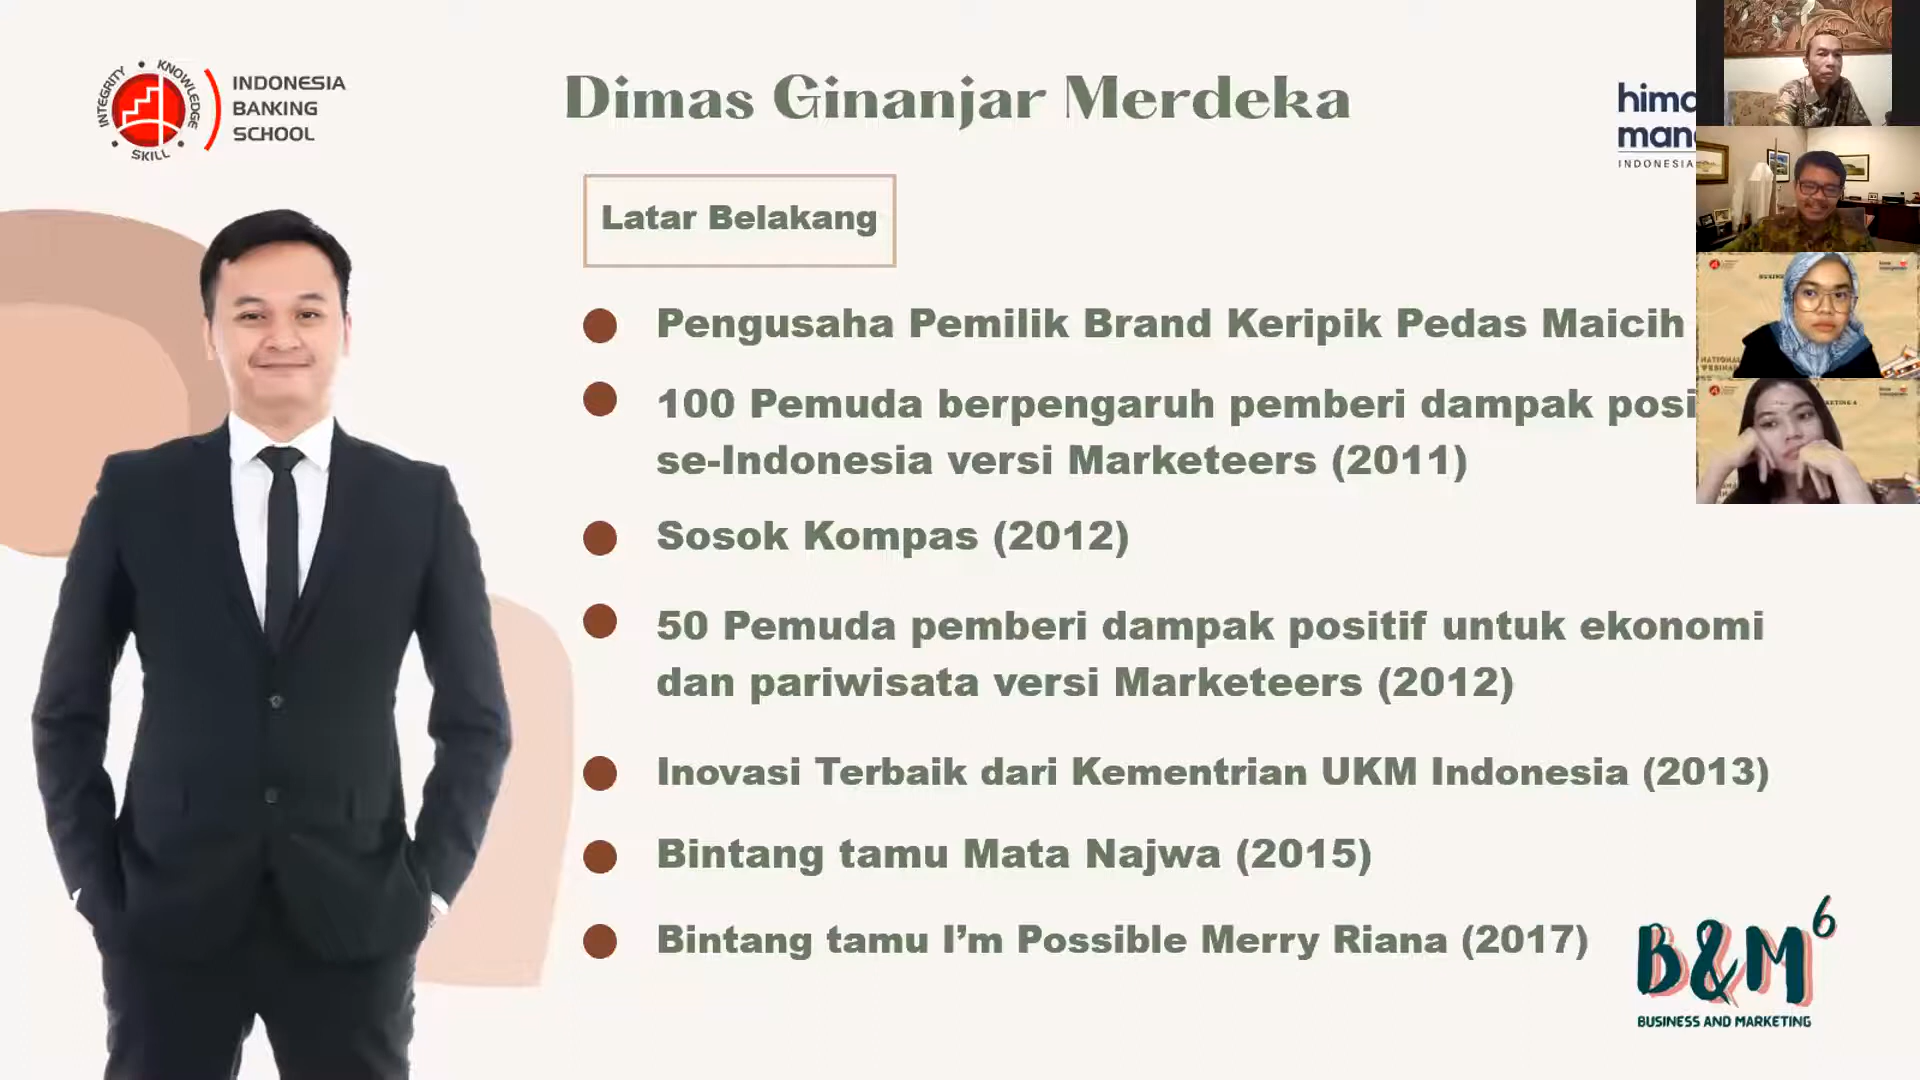 INTEGRITY KNOWLEDGE SKILL
INDONESIA
BANKING
SCHOOL
Dimas Ginanjar Merdeka
INDONESIA
Latar Belakang
Pengusaha Pemilik Brand Keripik Pedas Maicih
100 Pemuda berpengaruh pemberi dampak posi
se-Indonesia versi Marketeers (2011)
Sosok Kompas (2012)
50 Pemuda pemberi dampak positif untuk ekonomi
dan pariwisata versi Marketeers (2012)
Inovasi Terbaik dari Kementrian UKM Indonesia (2013)
Bintang tamu Mata Najwa (2015)
Bintang tamu I'm Possible Merry Riana (2017)
NATIONAL
WEBINAR
B&M6
BUSINESS AND MARKETING